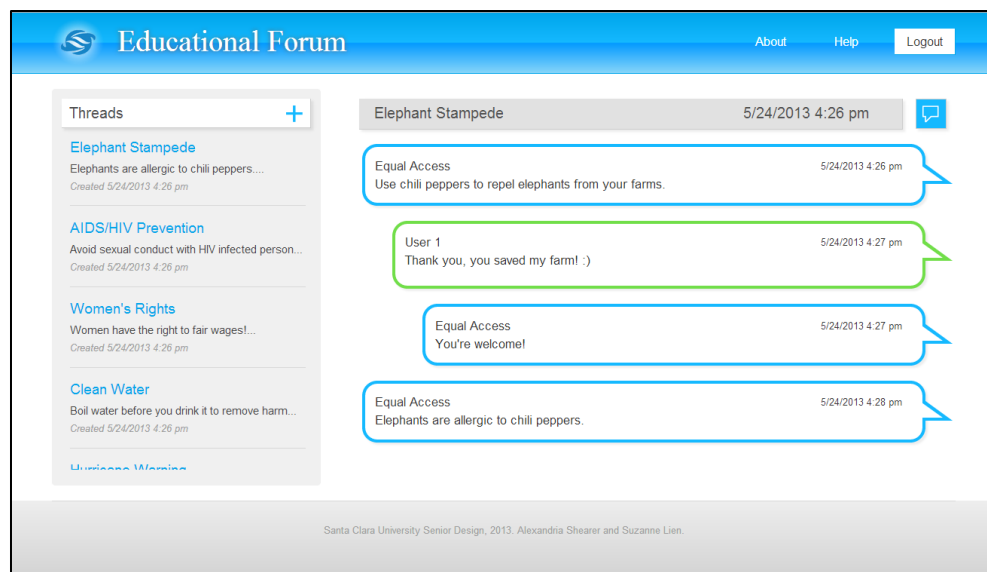 Educational Forum
About Help Logout
Threads
Elephant Stampede
Elephants are allergic to chili peppers....
Created 5/24/2013 4:26 pm
AIDS/HIV Prevention
Avoid sexual conduct with HIV infected person...
Created 5/24/2013 4:26 pm
Women's Rights
Women have the right to fair wages!...
Created 5/24/2013 4:26 pm
Clean Water
Boil water before you drink it to remove harm...
Created 5/24/2013 4:26 pm
Hurricane Warning
Elephant Stampede 5/24/2013 4:26 pm
Equal Access 5/24/2013 4:26 pm
Use chili peppers to repel elephants from your farms.
User 1 5/24/2013 4:27 pm
Thank you, you saved my farm! :)
Equal Access 5/24/2013 4:27 pm
You're welcome!
Equal Access 5/24/2013 4:28 pm
Elephants are allergic to chili peppers.
Santa Clara University Senior Design, 2013. Alexandria Shearer and Suzanne Lien.